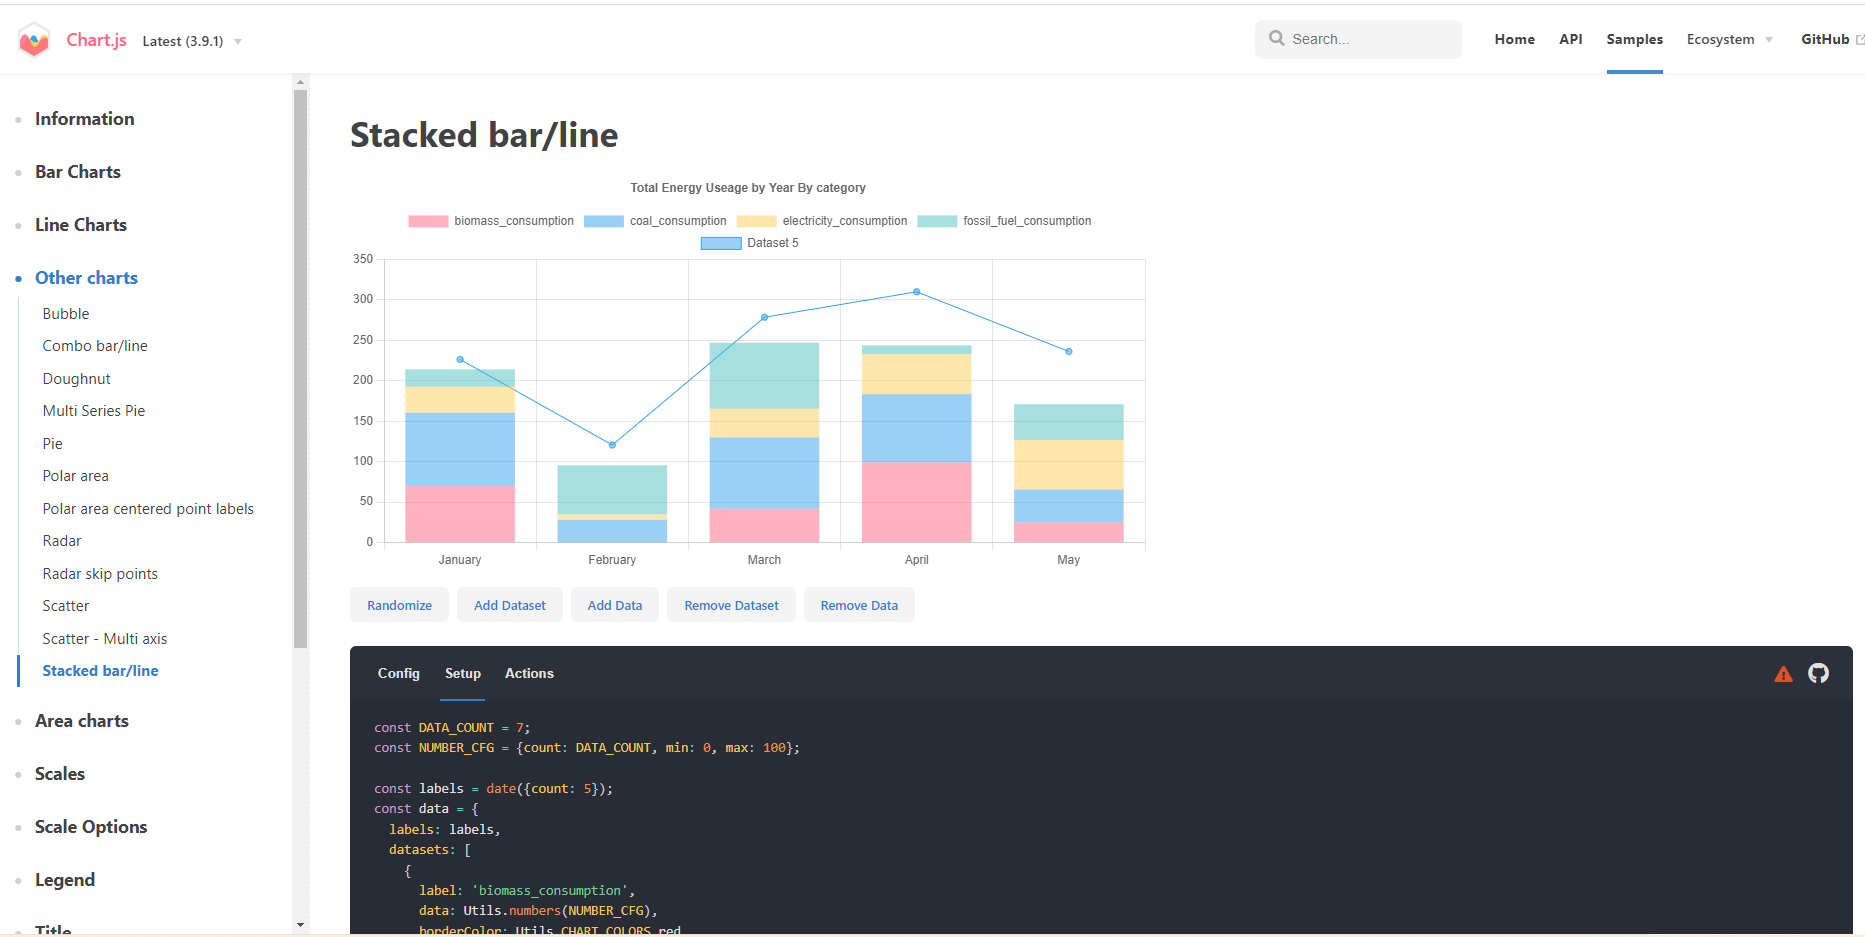 Chart.js
Latest (3.9.1)
Search...
Home
API
Samples
Ecosystem
GitHub
Information
Bar Charts
Line Charts
Other charts
Bubble
Combo bar/line
Doughnut
Multi Series Pie
Pie
Polar area
Polar area centered point labels
Radar
Radar skip points
Scatter
Scatter - Multi axis
Stacked bar/line
Area charts
Scales
Scale Options
Legend
Title
Stacked bar/line
Total Energy Useage by Year By category
biomass_consumption coal_consumption electricity_consumption fossil_fuel_consumption
Dataset 5
350
300
250
200
150
100
50
0
January February March April May
Randomize Add Dataset Add Data Remove Dataset Remove Data
Config Setup Actions
const DATA_COUNT = 7;
const NUMBER_CFG = {count: DATA_COUNT, min: 0, max: 100};
const labels = date({count: 5});
const data = {
labels: labels,
datasets: [
{
label: 'biomass_consumption',
data: Utils.numbers(NUMBER_CFG),
borderColor: Utils.CHART_COLORS.red